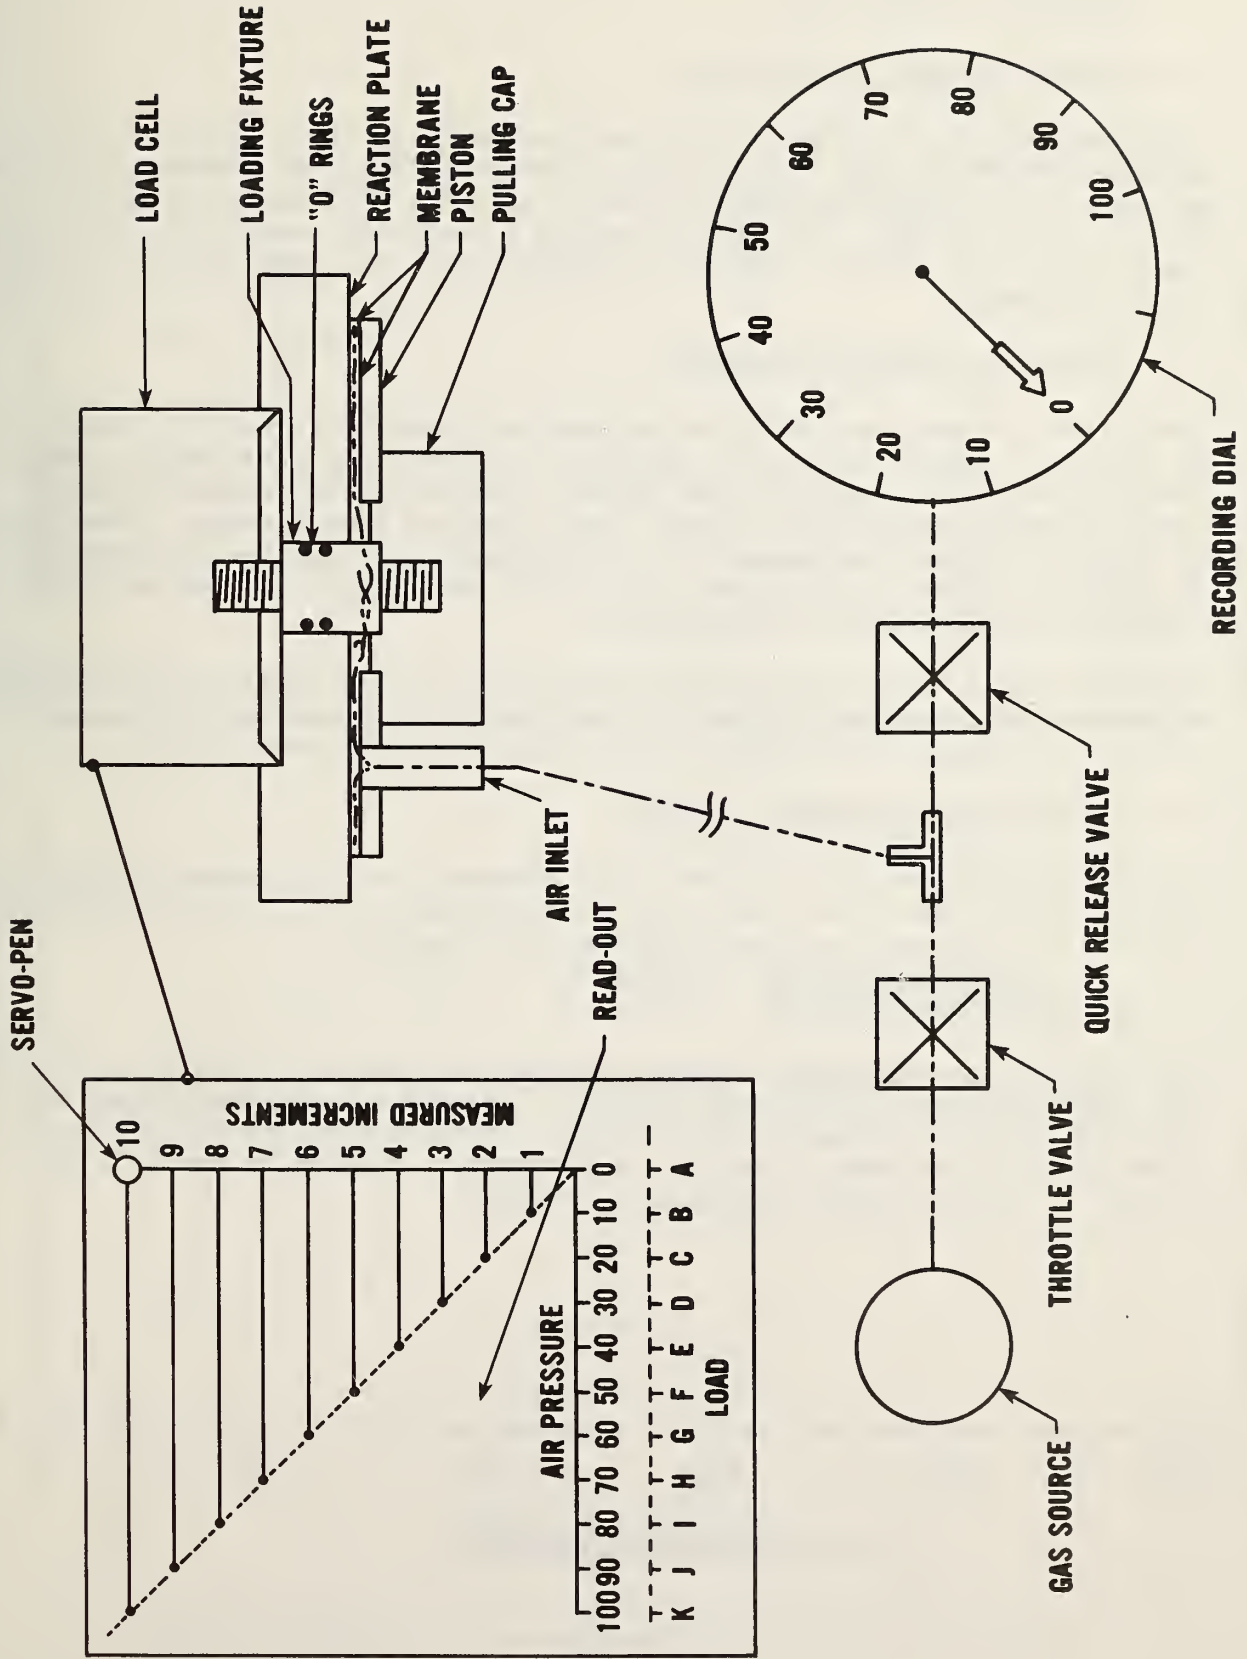 SERVO-PEN
10
9
8
7
6
5
4
3
2
1
MEASURED INCREMENTS
AIR PRESSURE
100 90 80 70 60 50 40 30 20 10 0
K J I H G F E D C B A
LOAD
READ-OUT
LOAD CELL
LOADING FIXTURE
"O" RINGS
REACTION PLATE
MEMBRANE
PISTON
PULLING CAP
AIR INLET
GAS SOURCE
THROTTLE VALVE
QUICK RELEASE VALVE
RECORDING DIAL
0
10
20
30
40
50
60
70
80
90
100